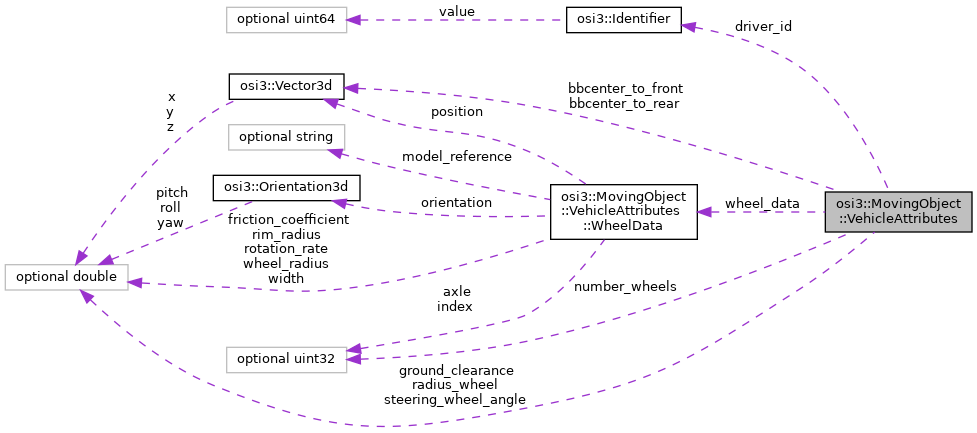 value
optional uint64
osi3::Identifier
driver_id
osi3::Vector3d
bbcenter_to_front
bbcenter_to_rear
x
y
z
position
optional string
model_reference
osi3::Orientation3d
pitch
roll
yaw
orientation
osi3::MovingObject
::VehicleAttributes
::WheelData
wheel_data
osi3::MovingObject
::VehicleAttributes
friction_coefficient
rim_radius
rotation_rate
wheel_radius
width
optional double
axle
index
number_wheels
optional uint32
ground_clearance
radius_wheel
steering_wheel_angle